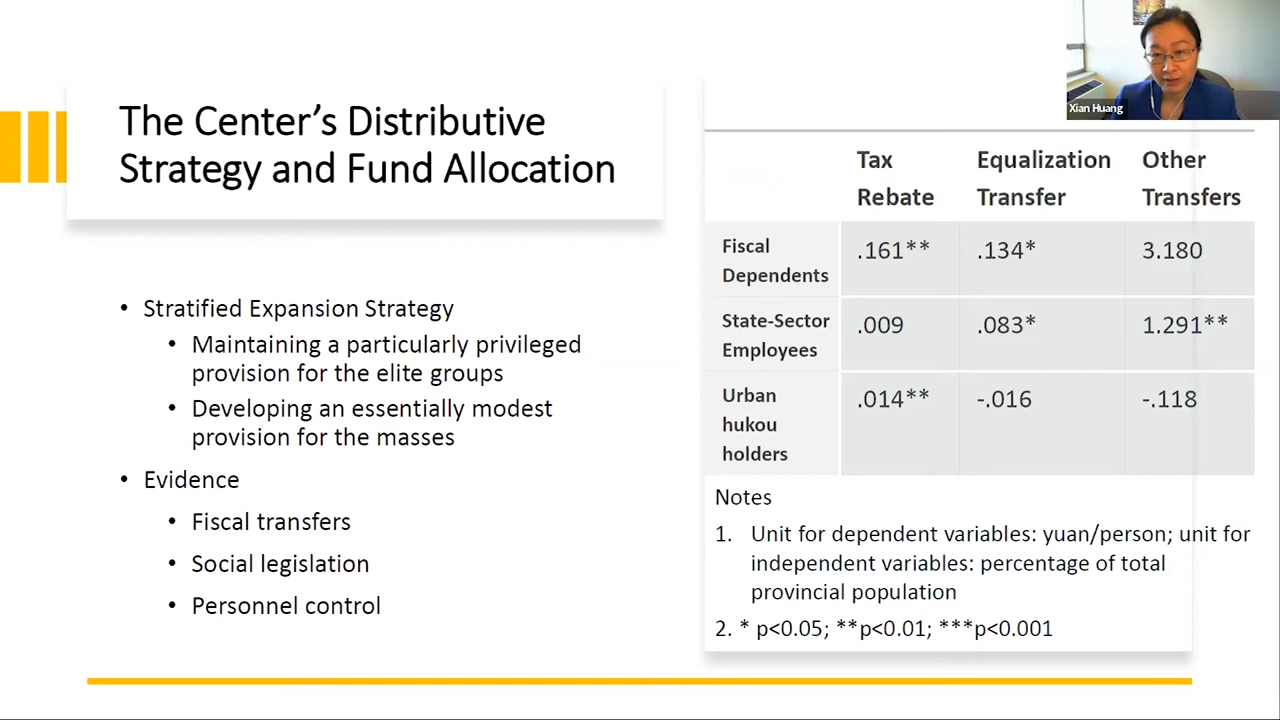 The Center’s Distributive
Strategy and Fund Allocation
• Stratified Expansion Strategy
• Maintaining a particularly privileged
provision for the elite groups
• Developing an essentially modest
provision for the masses
• Evidence
• Fiscal transfers
• Social legislation
• Personnel control
Xian Huang
Tax Rebate Equalization Transfer Other Transfers
Fiscal Dependents .161** .134* 3.180
State-Sector Employees .009 .083* 1.291**
Urban hukou holders .014** -.016 -.118
Notes
1. Unit for dependent variables: yuan/person; unit for
independent variables: percentage of total
provincial population
2. * p<0.05; **p<0.01; ***p<0.001